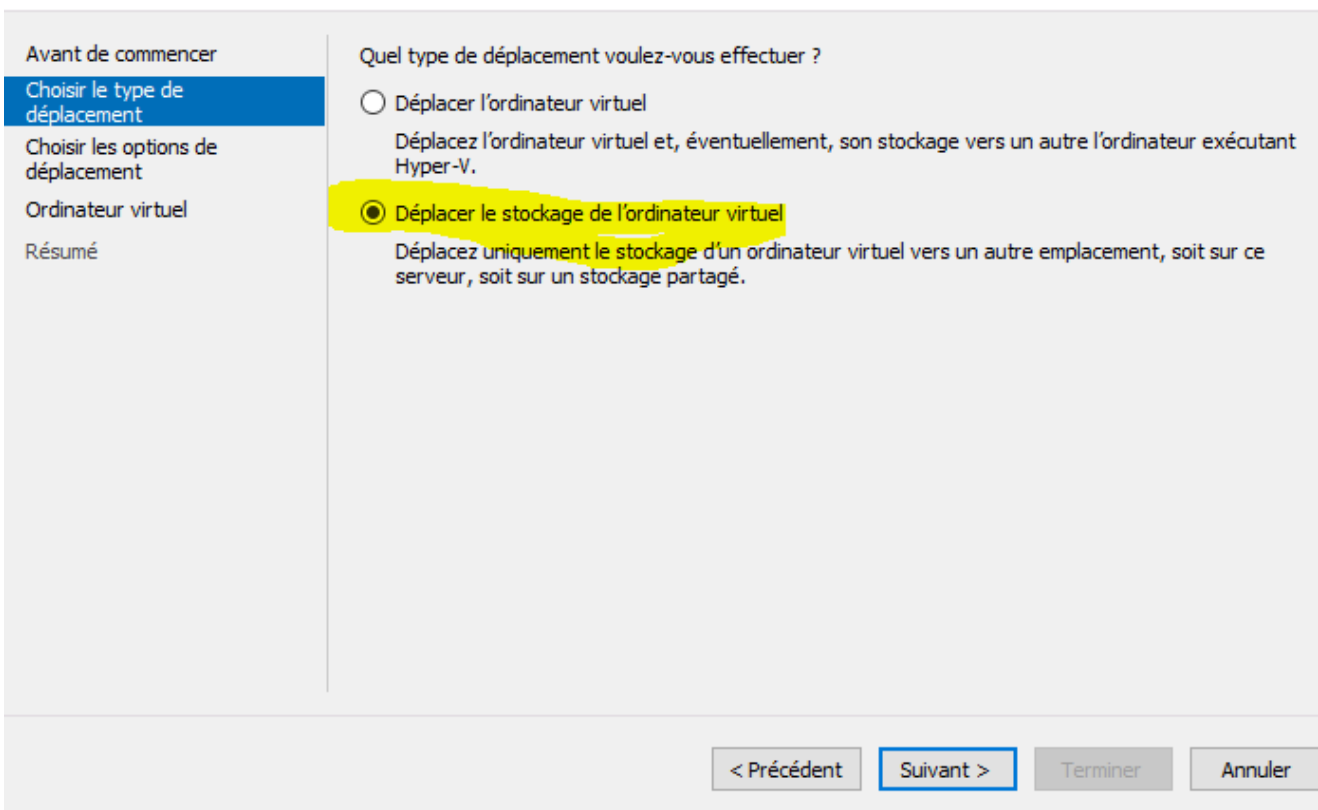 Avant de commencer
Choisir le type de
déplacement
Choisir les options de
déplacement
Ordinateur virtuel
Résumé
Quel type de déplacement voulez-vous effectuer ?
Déplacer l'ordinateur virtuel
Déplacez l'ordinateur virtuel et, éventuellement, son stockage vers un autre l'ordinateur exécutant
Hyper-V.
Déplacer le stockage de l'ordinateur virtuel
Déplacez uniquement le stockage d'un ordinateur virtuel vers un autre emplacement, soit sur ce
serveur, soit sur un stockage partagé.
< Précédent
Suivant >
Terminer
Annuler